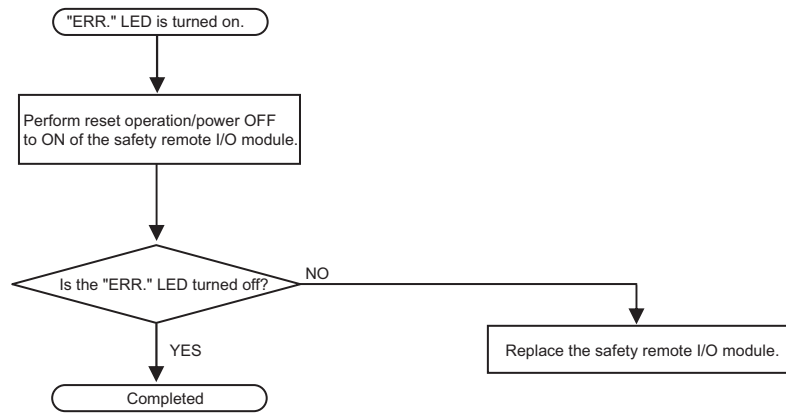 "ERR." LED is turned on.
Perform reset operation/power OFF
to ON of the safety remote I/O module.
Is the "ERR." LED turned off?
NO
YES
Replace the safety remote I/O module.
Completed